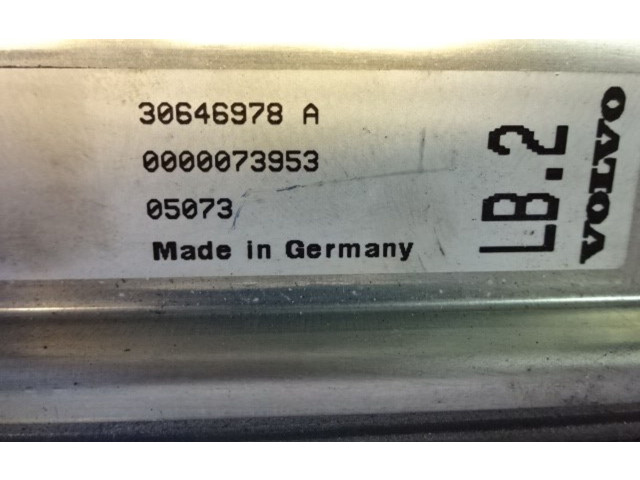 30646978 A
0000073953
05073
Made in Germany
LB.2
VOLVO